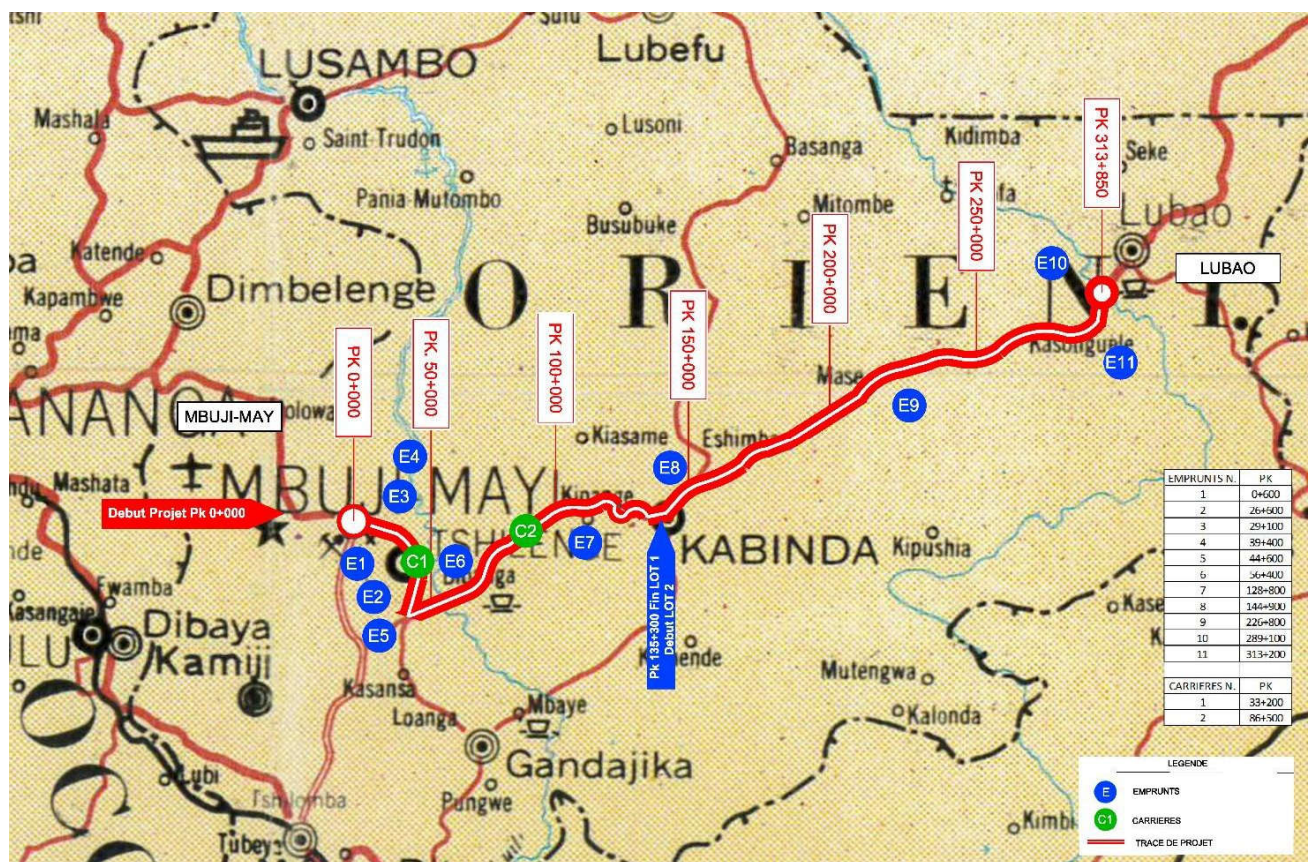 LUSAMBO
Lubefu
Mashala
Saint-Trudon
Lusoni
Kidimba
PK 313+850
Seke
Basanga
Pania-Mutombo
Lubao
PK 250+000
Katende
Busubuke
Mitombe
PK 200+000
E10
LUBAO
Kapambwe
Dimbelenge
ORIENT.
PK 0+000
PK. 50+000
PK 100+000
PK 150+000
E11
Mase
E9
MBUJI-MAY
Kiasame
E4
E8
Mashata
MBUJI MAYI
E3
Debut Projet Pk 0+000
C2
E7
KABINDA
Kipushia
C1
E6
E1
E2
E5
Dibaya
/Kamiji
Pk 135+300 Fin LOT 1
Debut LOT 2
Kasansa
Mutengwa
Loanga
Mbaye
Kalonda
Gandajika
Lubi
Tshilomba
Pungwe
EMPRUNTS N. PK
1 0+600
2 26+600
3 29+100
4 39+400
5 44+600
6 56+400
7 128+800
8 144+900
9 226+800
10 289+100
11 313+200
CARRIERES N. PK
1 33+200
2 86+500
LEGENDE
E EMPRUNTS
C1 CARRIERES
TRACE DE PROJET